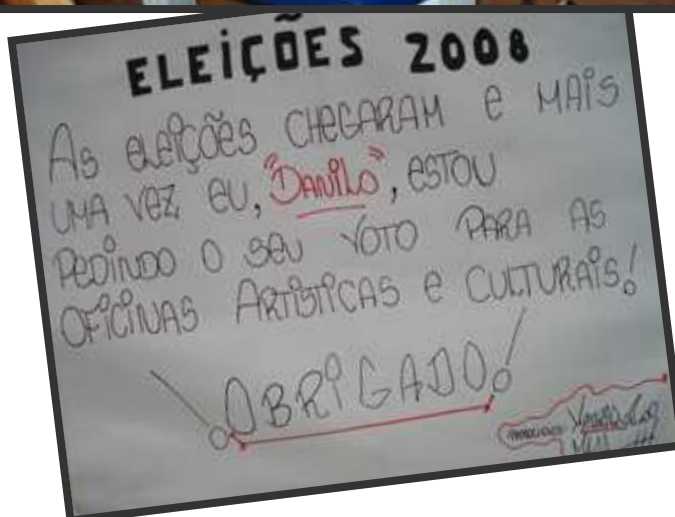 ELEIÇÕES 2008
AS ELEIÇÕES CHEGARAM E MAIS
UMA VEZ, EU, "DANILO", ESTOU
PEDINDO O SEU VOTO PARA AS
OFICINAS ARTÍSTICAS E CULTURAIS!
OBRIGADO!